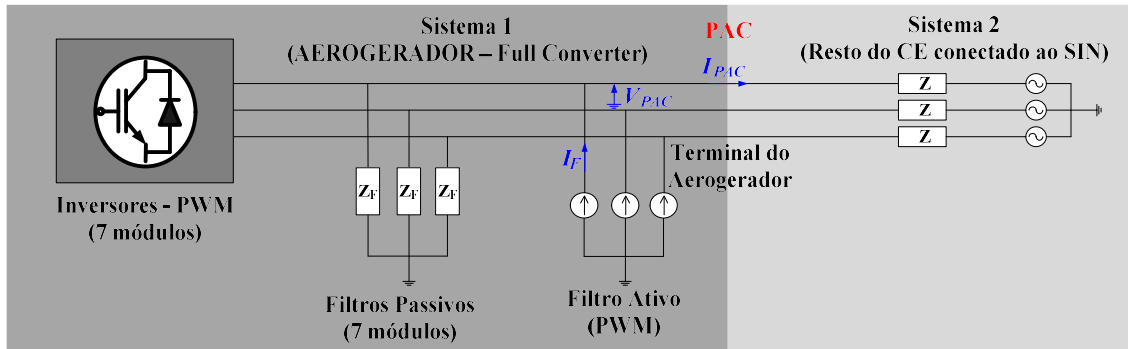 Sistema 1
(AEROGERADOR – Full Converter)
PAC
Sistema 2
(Resto do CE conectado ao SIN)
I_PAC
V_PAC
Z
Z
Z
I_F
Terminal do
Aerogerador
Z_F
Z_F
Z_F
Inversores - PWM
(7 módulos)
Filtros Passivos
(7 módulos)
Filtro Ativo
(PWM)